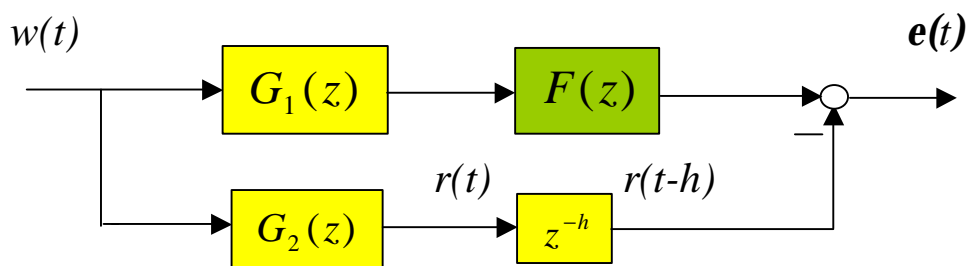 w(t)
e(t)
G₁(z)
F(z)
r(t)
r(t-h)
G₂(z)
z⁻ʰ